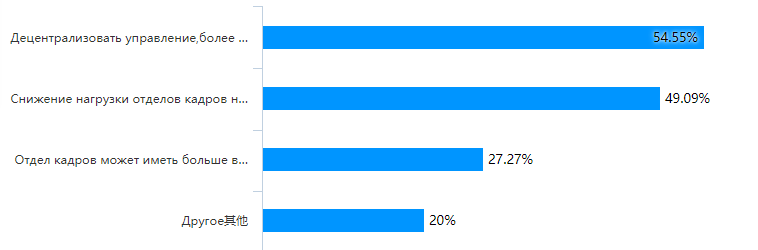 Децентрализовать управление,более ...
54.55%
Снижение нагрузки отделов кадров н...
49.09%
Отдел кадров может иметь больше в...
27.27%
Другое其他
20%